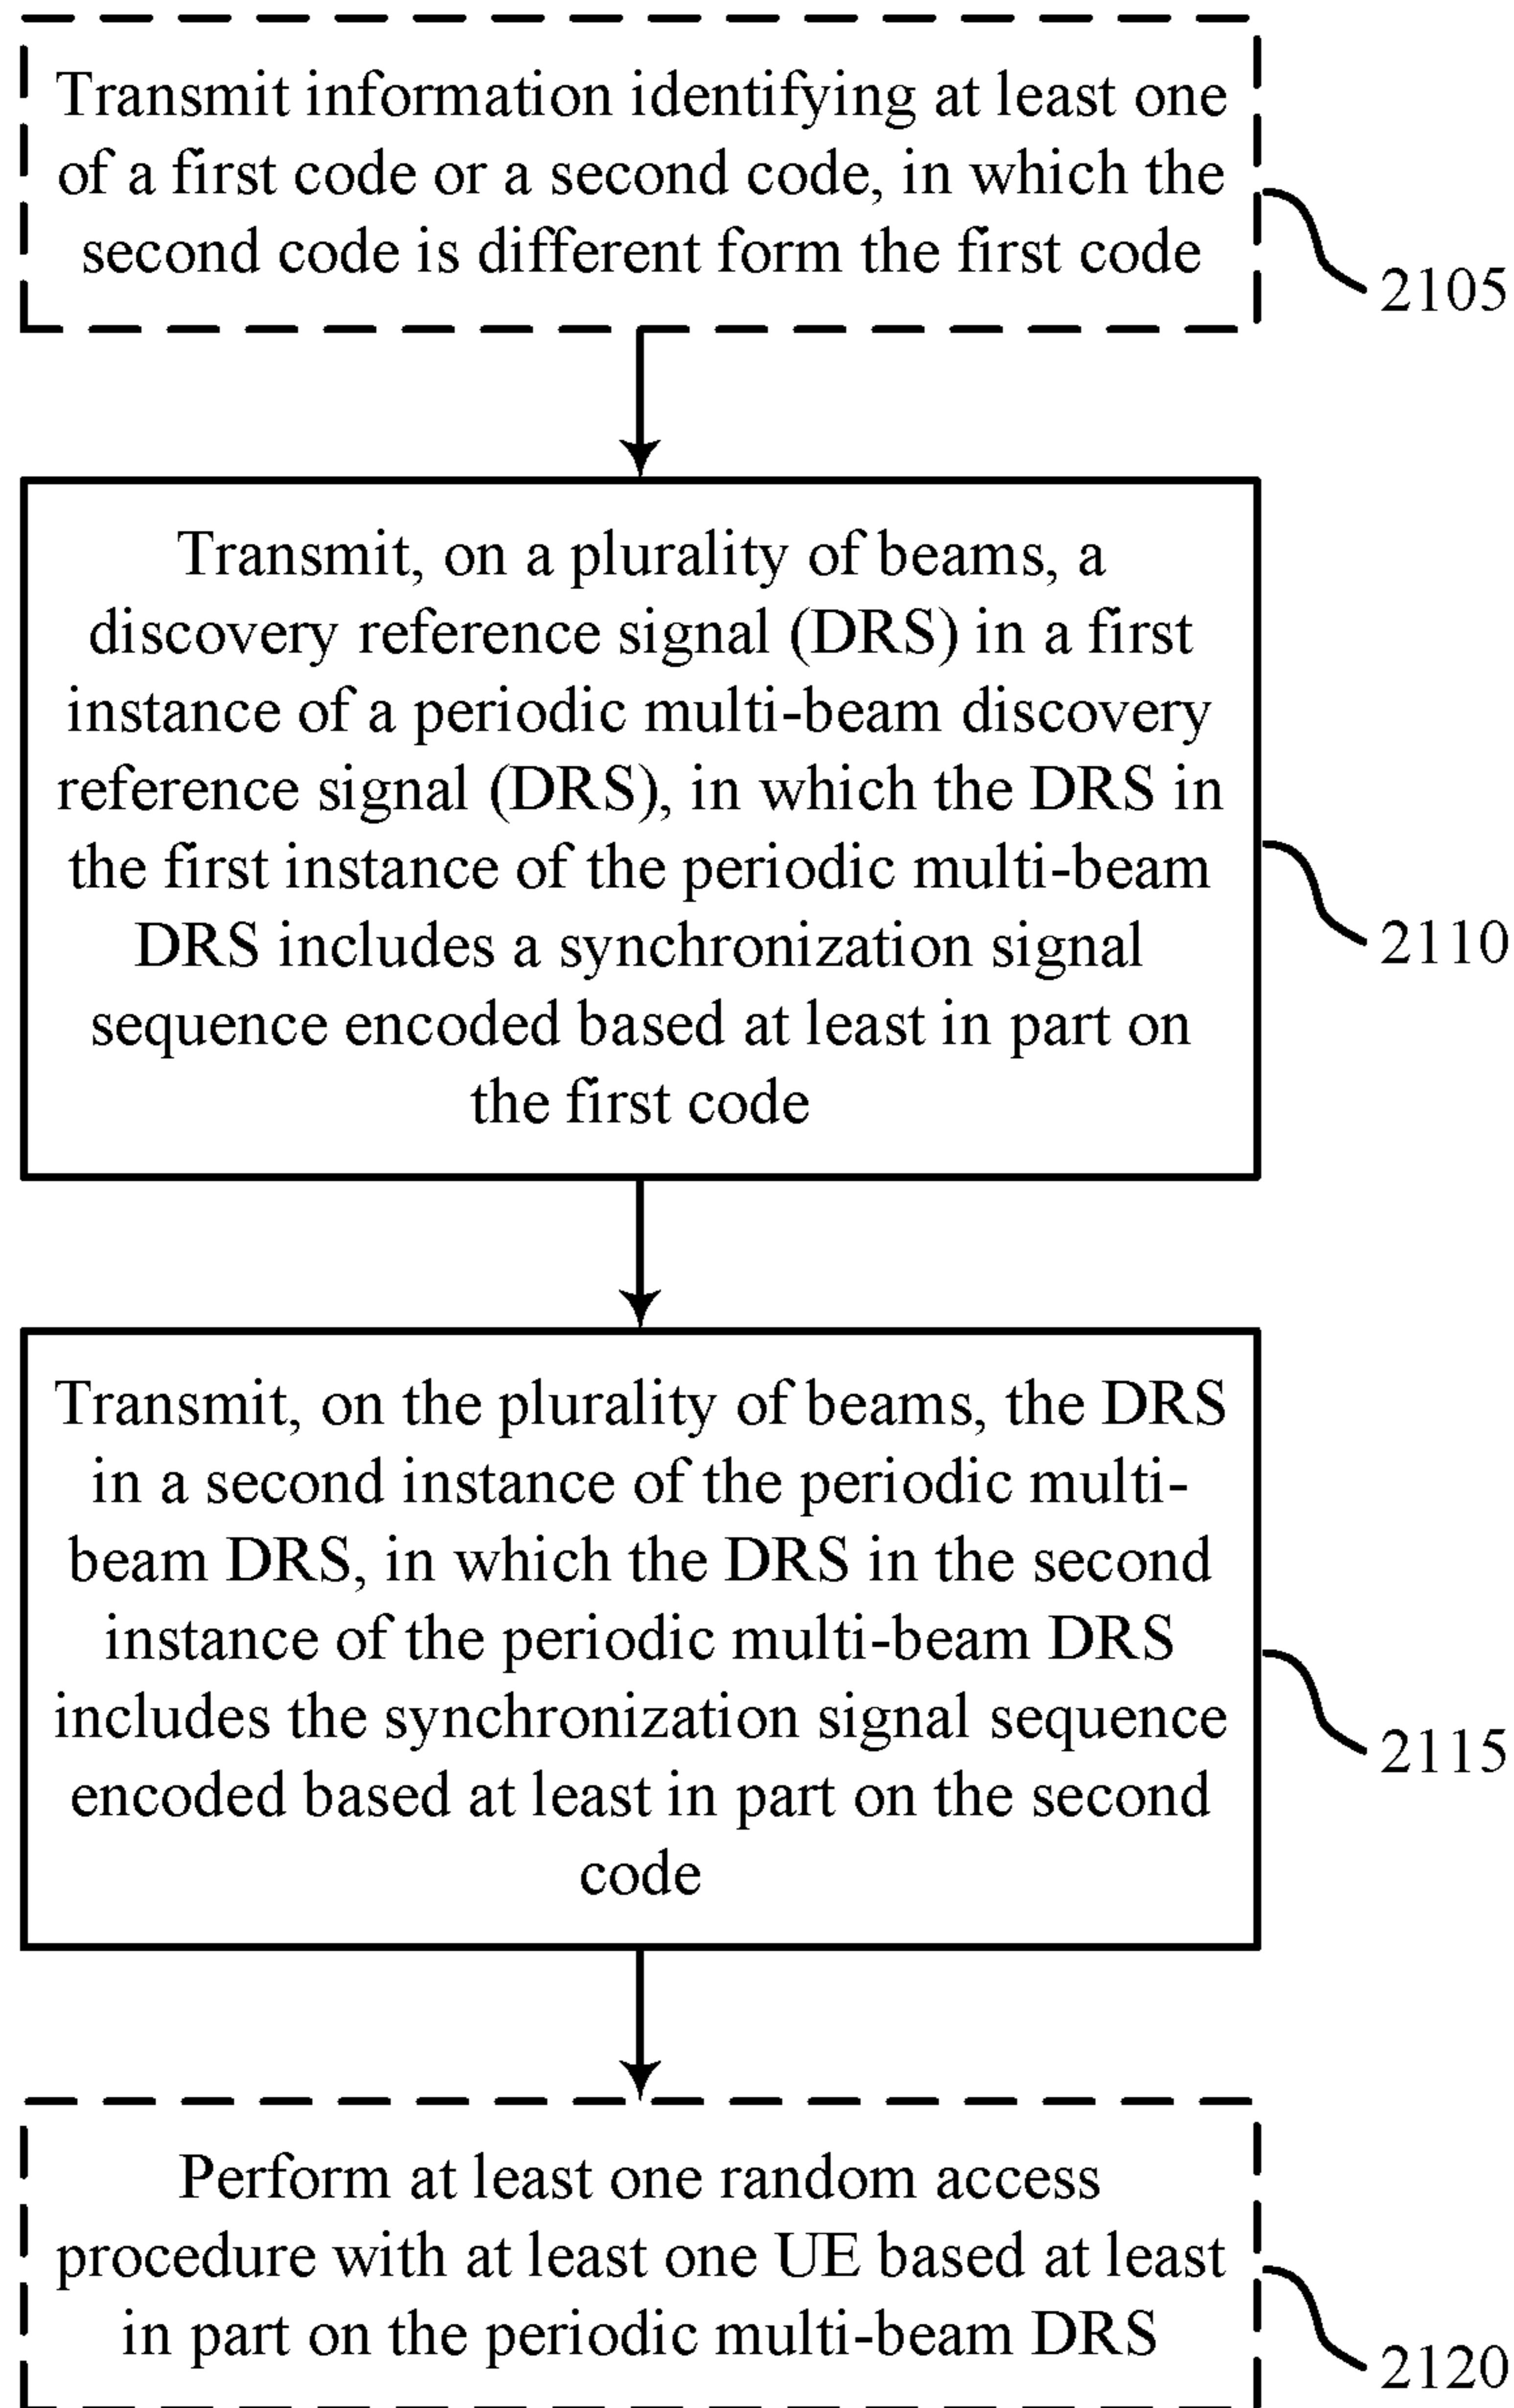 Transmit information identifying at least one
of a first code or a second code, in which the
second code is different form the first code
2105
Transmit, on a plurality of beams, a
discovery reference signal (DRS) in a first
instance of a periodic multi-beam discovery
reference signal (DRS), in which the DRS in
the first instance of the periodic multi-beam
DRS includes a synchronization signal
sequence encoded based at least in part on
the first code
2110
Transmit, on the plurality of beams, the DRS
in a second instance of the periodic multi-
beam DRS, in which the DRS in the second
instance of the periodic multi-beam DRS
includes the synchronization signal sequence
encoded based at least in part on the second
code
2115
Perform at least one random access
procedure with at least one UE based at least
in part on the periodic multi-beam DRS
2120